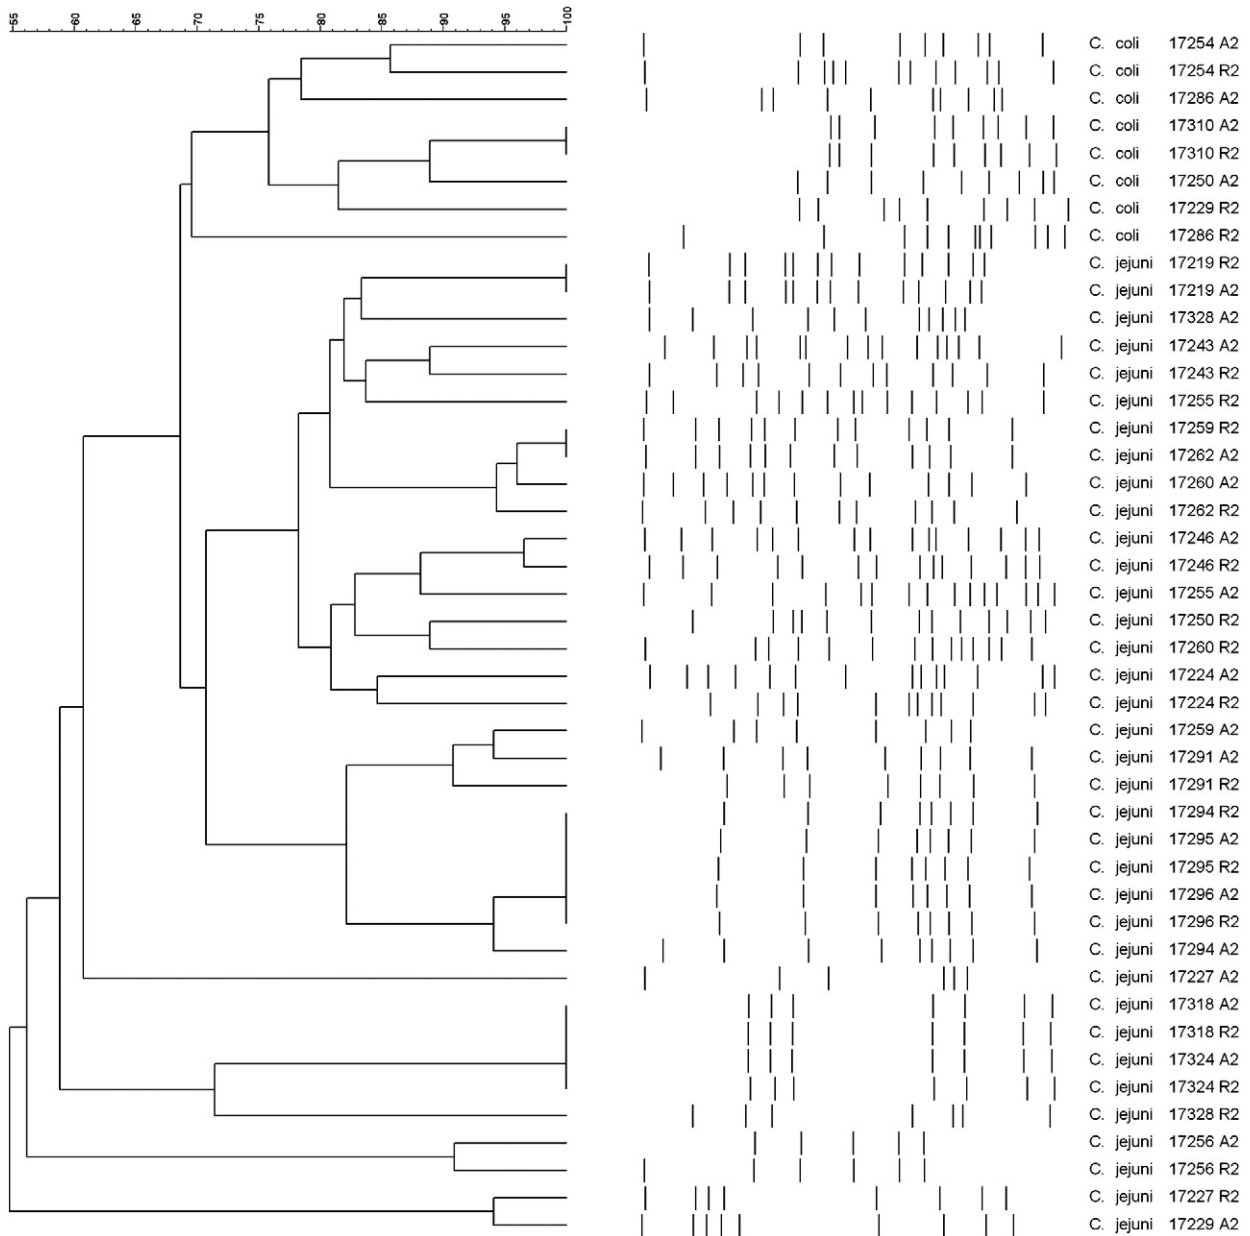 55 60 65 70 75 80 85 90 95 100
C. coli 17254 A2
C. coli 17254 R2
C. coli 17286 A2
C. coli 17310 A2
C. coli 17310 R2
C. coli 17250 A2
C. coli 17229 R2
C. coli 17286 R2
C. jejuni 17219 R2
C. jejuni 17219 A2
C. jejuni 17328 A2
C. jejuni 17243 A2
C. jejuni 17243 R2
C. jejuni 17255 R2
C. jejuni 17259 R2
C. jejuni 17262 A2
C. jejuni 17260 A2
C. jejuni 17262 R2
C. jejuni 17246 A2
C. jejuni 17246 R2
C. jejuni 17255 A2
C. jejuni 17250 R2
C. jejuni 17260 R2
C. jejuni 17224 A2
C. jejuni 17224 R2
C. jejuni 17259 A2
C. jejuni 17291 A2
C. jejuni 17291 R2
C. jejuni 17294 R2
C. jejuni 17295 A2
C. jejuni 17295 R2
C. jejuni 17296 A2
C. jejuni 17296 R2
C. jejuni 17294 A2
C. jejuni 17227 A2
C. jejuni 17318 A2
C. jejuni 17318 R2
C. jejuni 17324 A2
C. jejuni 17324 R2
C. jejuni 17328 R2
C. jejuni 17256 A2
C. jejuni 17256 R2
C. jejuni 17227 R2
C. jejuni 17229 A2